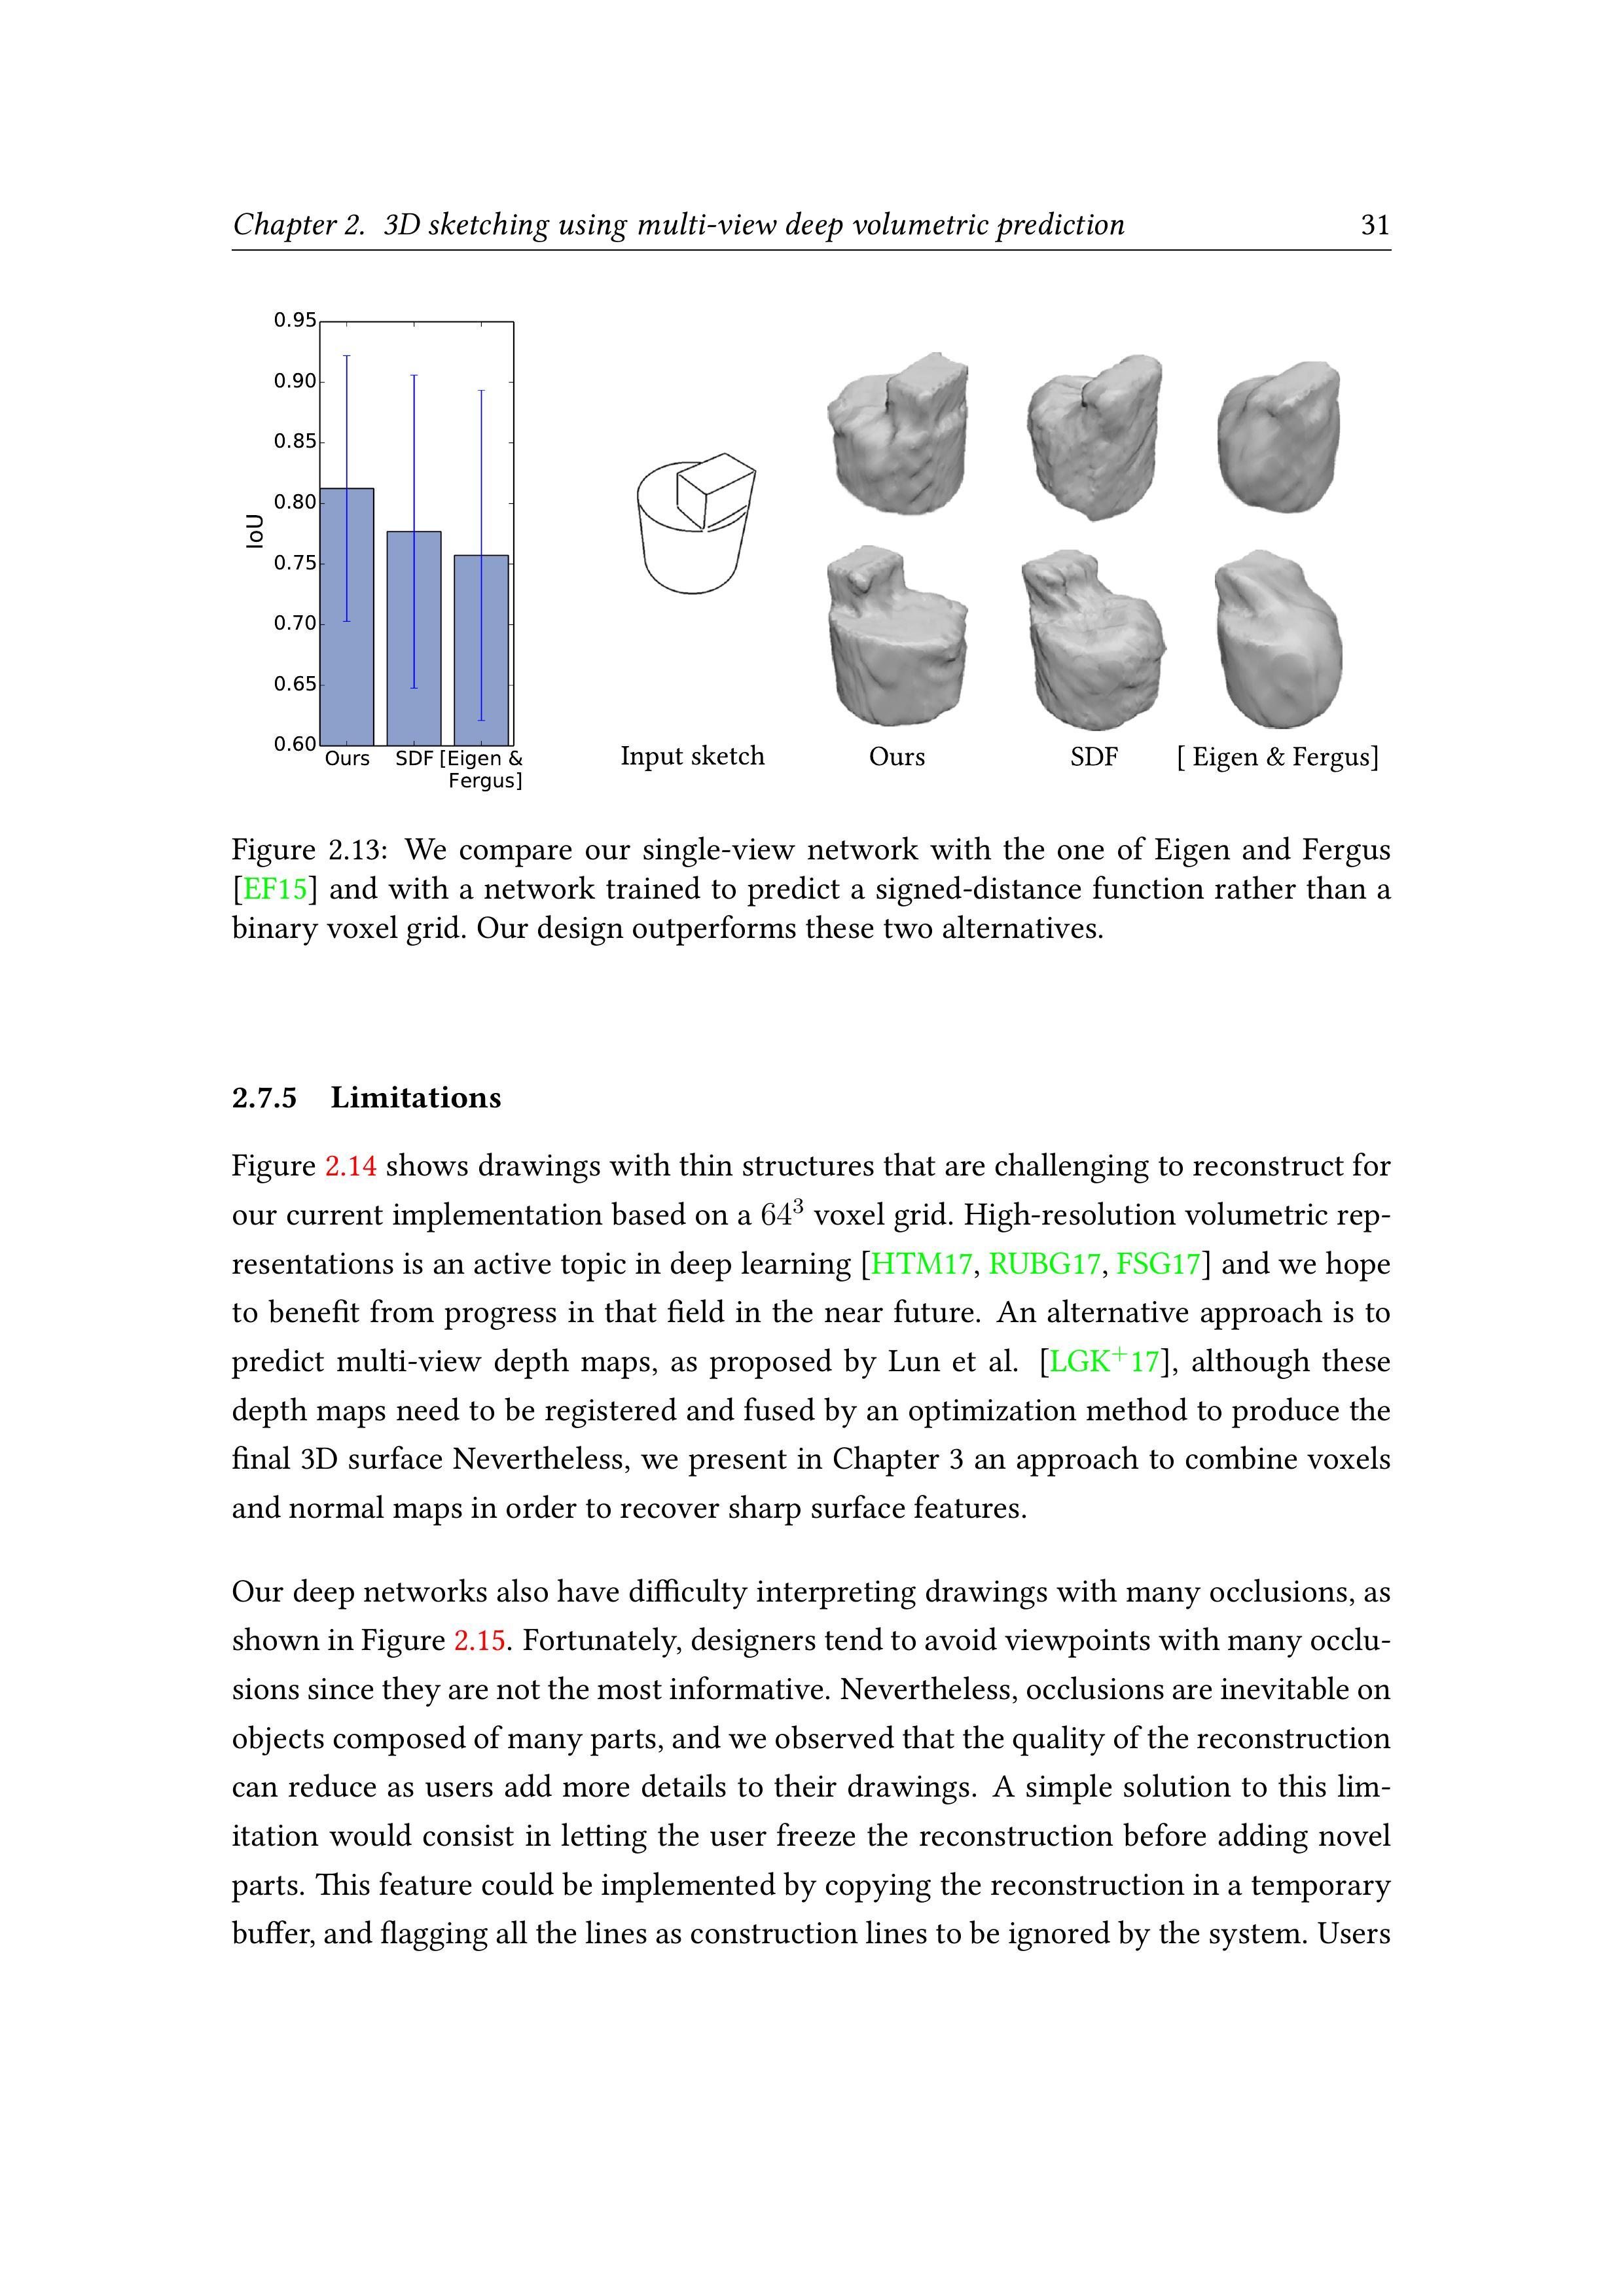 Chapter 2. 3D sketching using multi-view deep volumetric prediction 31
0.95
0.90
0.85
0.80
0.75
0.70
0.65
0.60
IoU
Ours SDF [Eigen &
Fergus]
Input sketch Ours SDF [ Eigen & Fergus]
Figure 2.13: We compare our single-view network with the one of Eigen and Fergus
[EF15] and with a network trained to predict a signed-distance function rather than a
binary voxel grid. Our design outperforms these two alternatives.
2.7.5 Limitations
Figure 2.14 shows drawings with thin structures that are challenging to reconstruct for
our current implementation based on a 64³ voxel grid. High-resolution volumetric rep-
resentations is an active topic in deep learning [HTM17, RUBG17, FSG17] and we hope
to benefit from progress in that field in the near future. An alternative approach is to
predict multi-view depth maps, as proposed by Lun et al. [LGK⁺17], although these
depth maps need to be registered and fused by an optimization method to produce the
final 3D surface Nevertheless, we present in Chapter 3 an approach to combine voxels
and normal maps in order to recover sharp surface features.
Our deep networks also have difficulty interpreting drawings with many occlusions, as
shown in Figure 2.15. Fortunately, designers tend to avoid viewpoints with many occlu-
sions since they are not the most informative. Nevertheless, occlusions are inevitable on
objects composed of many parts, and we observed that the quality of the reconstruction
can reduce as users add more details to their drawings. A simple solution to this lim-
itation would consist in letting the user freeze the reconstruction before adding novel
parts. This feature could be implemented by copying the reconstruction in a temporary
buffer, and flagging all the lines as construction lines to be ignored by the system. Users